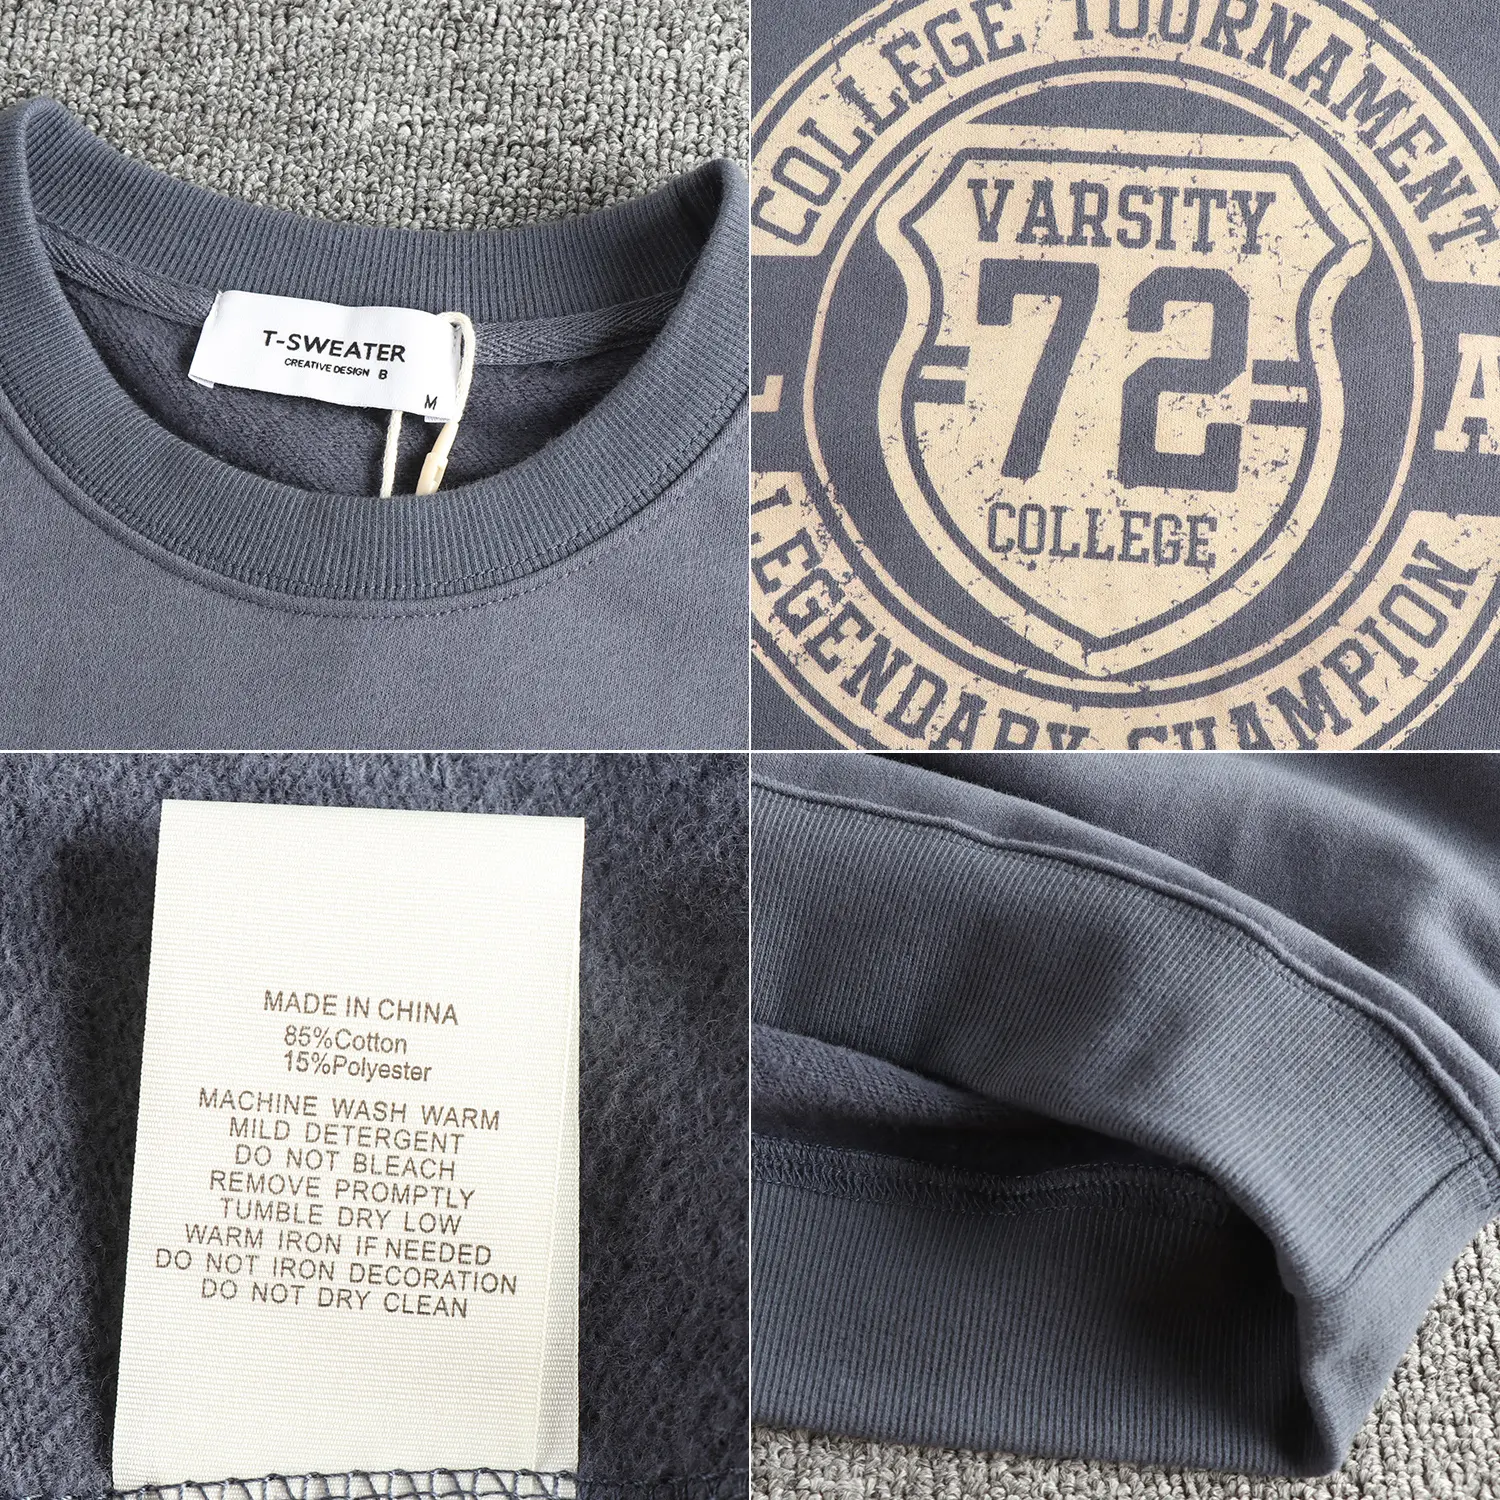 T-SWEATER
CREATIVE DESIGN B
M
COLLEGE TOURNAMENT
VARSITY
72
COLLEGE
LEGENDARY CHAMPION
MADE IN CHINA
85%Cotton
15%Polyester
MACHINE WASH WARM
MILD DETERGENT
DO NOT BLEACH
REMOVE PROMPTLY
TUMBLE DRY LOW
WARM IRON IF NEEDED
DO NOT IRON DECORATION
DO NOT DRY CLEAN